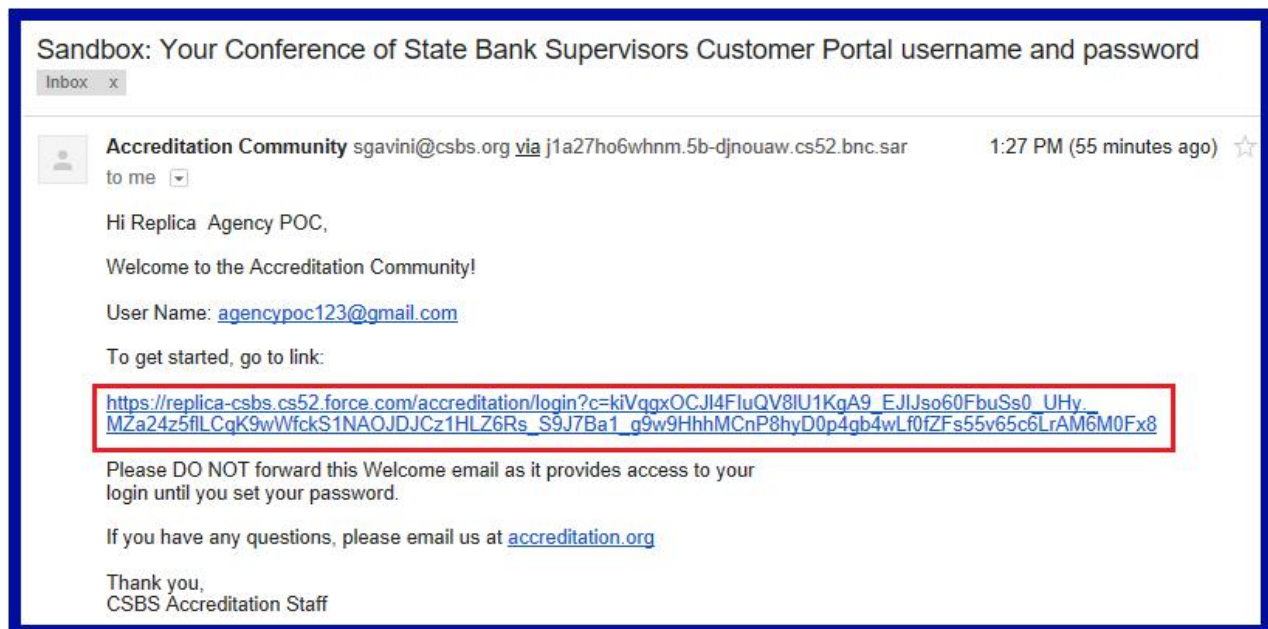 Sandbox: Your Conference of State Bank Supervisors Customer Portal username and password
Inbox x
Accreditation Community sgavini@csbs.org via j1a27ho6whnm.5b-djnouaw.cs52.bnc.sar 1:27 PM (55 minutes ago)
to me
Hi Replica Agency POC,
Welcome to the Accreditation Community!
User Name: agencypoc123@gmail.com
To get started, go to link:
https://replica-csbs.cs52.force.com/accreditation/login?c=kiVqgxOCJl4FIuQV8lU1KgA9_EJlJso60FbuSs0_UHy._
MZa24z5flLCqK9wWfckS1NAOJDJCz1HLZ6Rs_S9J7Ba1_g9w9HhhMCnP8hyD0p4gb4wLf0fZFs55v65c6LrAM6M0Fx8
Please DO NOT forward this Welcome email as it provides access to your
login until you set your password.
If you have any questions, please email us at accreditation.org
Thank you,
CSBS Accreditation Staff